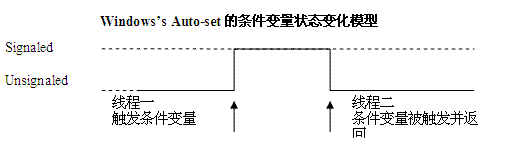 Windows’s Auto-set 的条件变量状态变化模型
Signaled
Unsignaled
线程一
触发条件变量
线程二
条件变量被触发并返
回